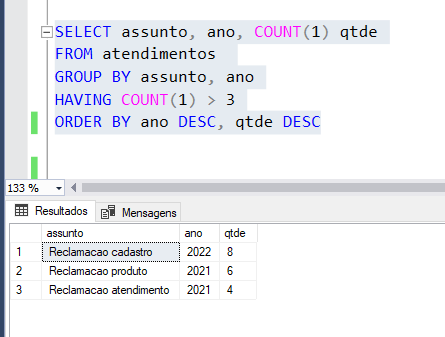 SELECT assunto, ano, COUNT(1) qtde
FROM atendimentos
GROUP BY assunto, ano
HAVING COUNT(1) > 3
ORDER BY ano DESC, qtde DESC
133 %
Resultados Mensagens
assunto ano qtde
1 Reclamacao cadastro 2022 8
2 Reclamacao produto 2021 6
3 Reclamacao atendimento 2021 4